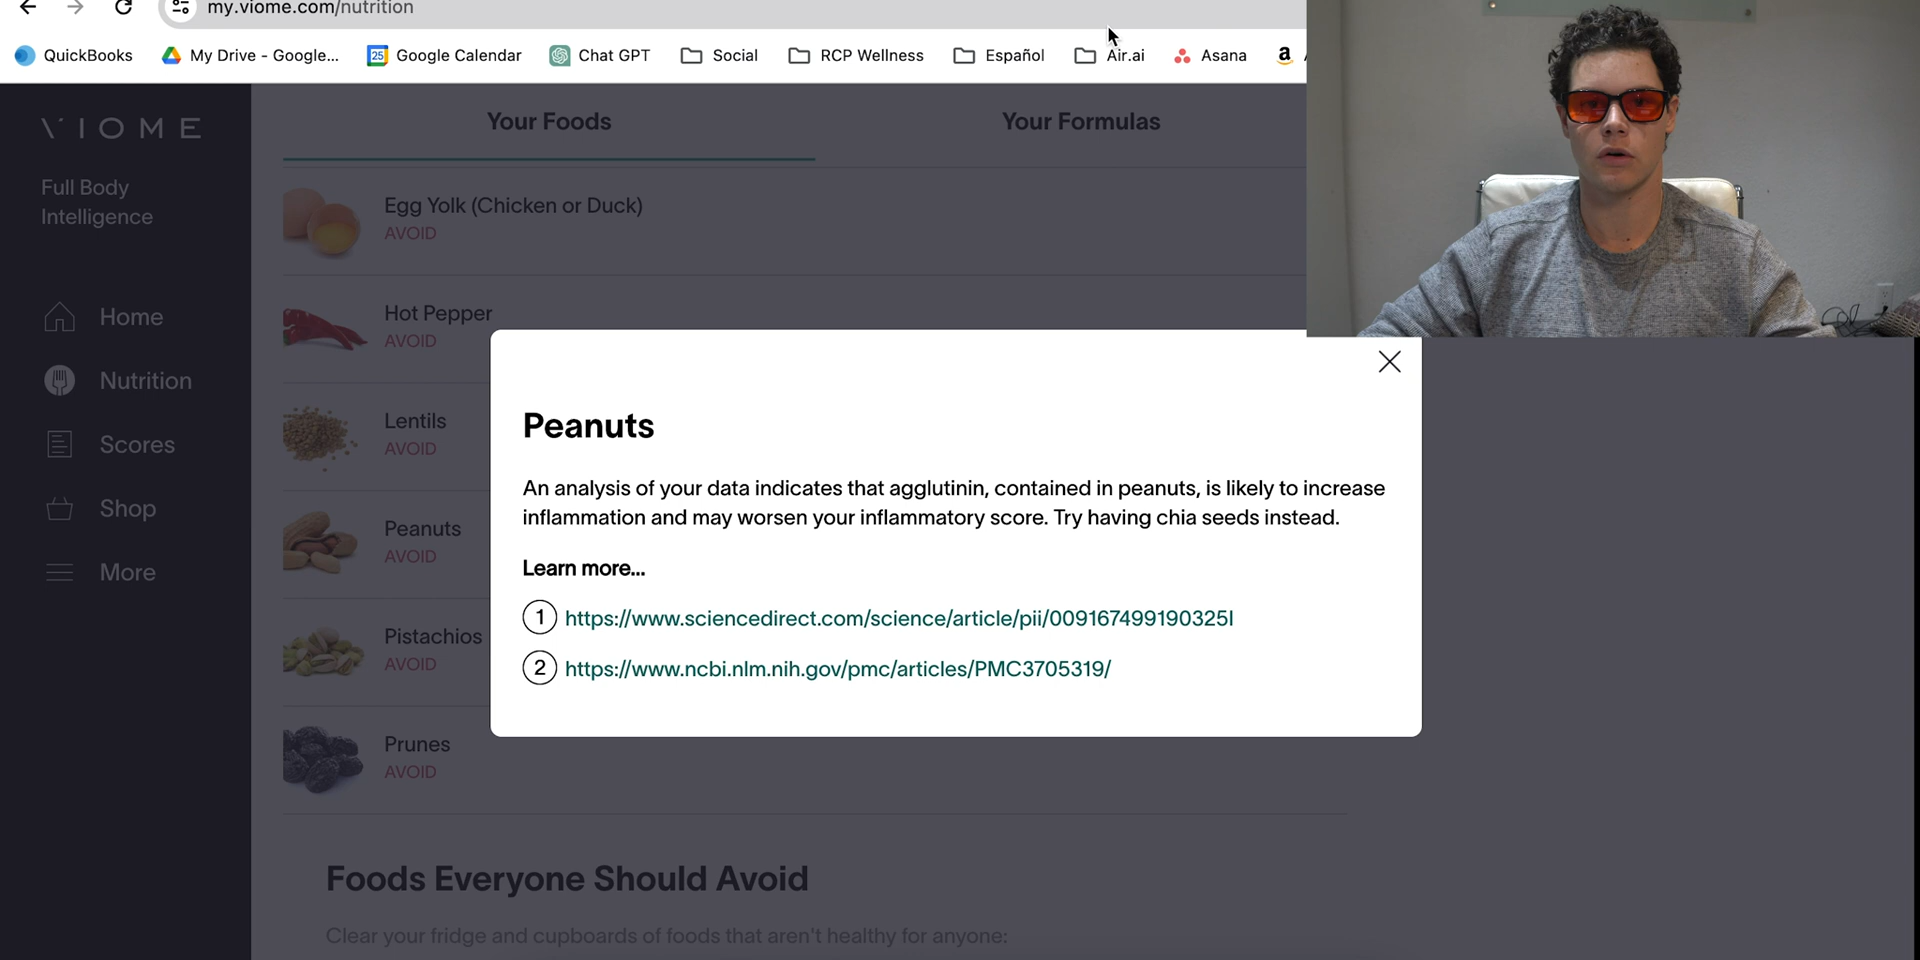 my.viome.com/nutrition
QuickBooks
My Drive - Google...
25
Google Calendar
Chat GPT
Social
RCP Wellness
Español
Air.ai
Asana
a
VIOME
Full Body
Intelligence
Home
Nutrition
Scores
Shop
More
Your Foods
Your Formulas
Egg Yolk (Chicken or Duck)
AVOID
Hot Pepper
AVOID
Lentils
AVOID
Peanuts
AVOID
Pistachios
AVOID
Prunes
AVOID
Peanuts
An analysis of your data indicates that agglutinin, contained in peanuts, is likely to increase
inflammation and may worsen your inflammatory score. Try having chia seeds instead.
Learn more...
1 https://www.sciencedirect.com/science/article/pii/009167499190325I
2 https://www.ncbi.nlm.nih.gov/pmc/articles/PMC3705319/
Foods Everyone Should Avoid
Clear your fridge and cupboards of foods that aren't healthy for anyone: